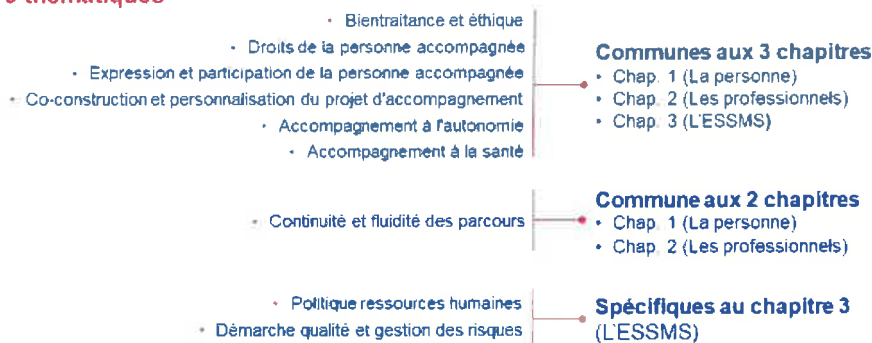 9 thématiques
• Bientraitance et éthique
• Droits de la personne accompagnée
• Expression et participation de la personne accompagnée
• Co-construction et personnalisation du projet d'accompagnement
• Accompagnement à l'autonomie
• Accompagnement à la santé
Communes aux 3 chapitres
• Chap. 1 (La personne)
• Chap. 2 (Les professionnels)
• Chap. 3 (L'ESSMS)
• Continuité et fluidité des parcours
Commune aux 2 chapitres
• Chap. 1 (La personne)
• Chap. 2 (Les professionnels)
• Politique ressources humaines
• Démarche qualité et gestion des risques
Spécifiques au chapitre 3
(L'ESSMS)